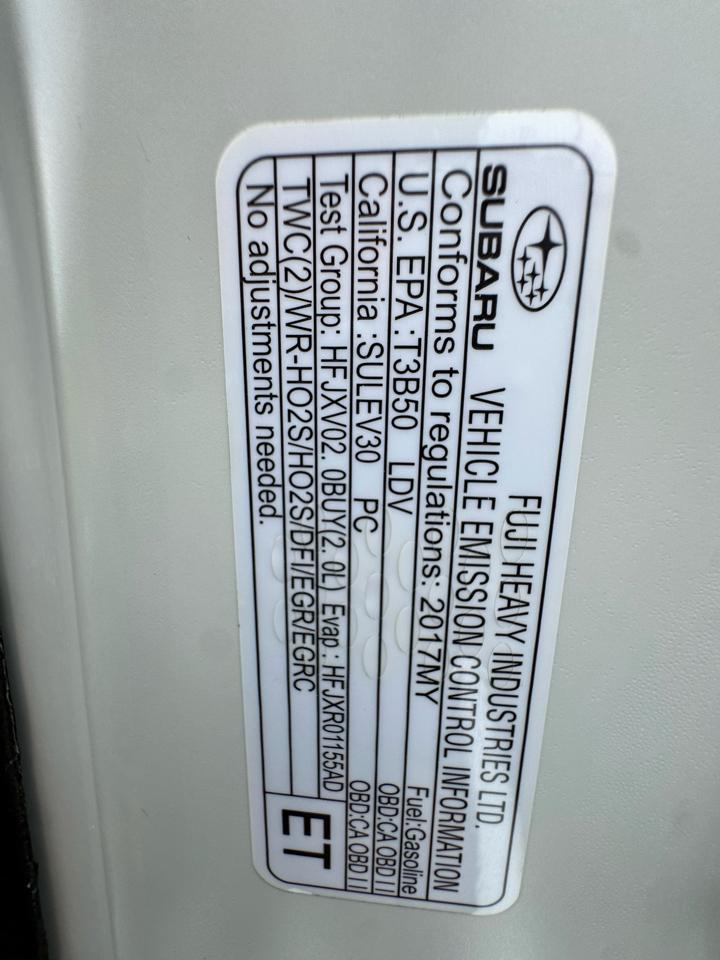 FUJI HEAVY INDUSTRIES LTD.
SUBARU VEHICLE EMISSION CONTROL INFORMATION
Conforms to regulations: 2017MY Fuel:Gasoline
U.S. EPA :T3B50 LDV OBD:CA OBD II
California :SULEV30 PC OBD:CA OBD II
Test Group: HFJXV02. 0BUY(2. 0L) Evap : HFJXR01155AD
TWC(2)/WR-HO2S/HO2S/DFI/EGR/EGRC
No adjustments needed.
ET